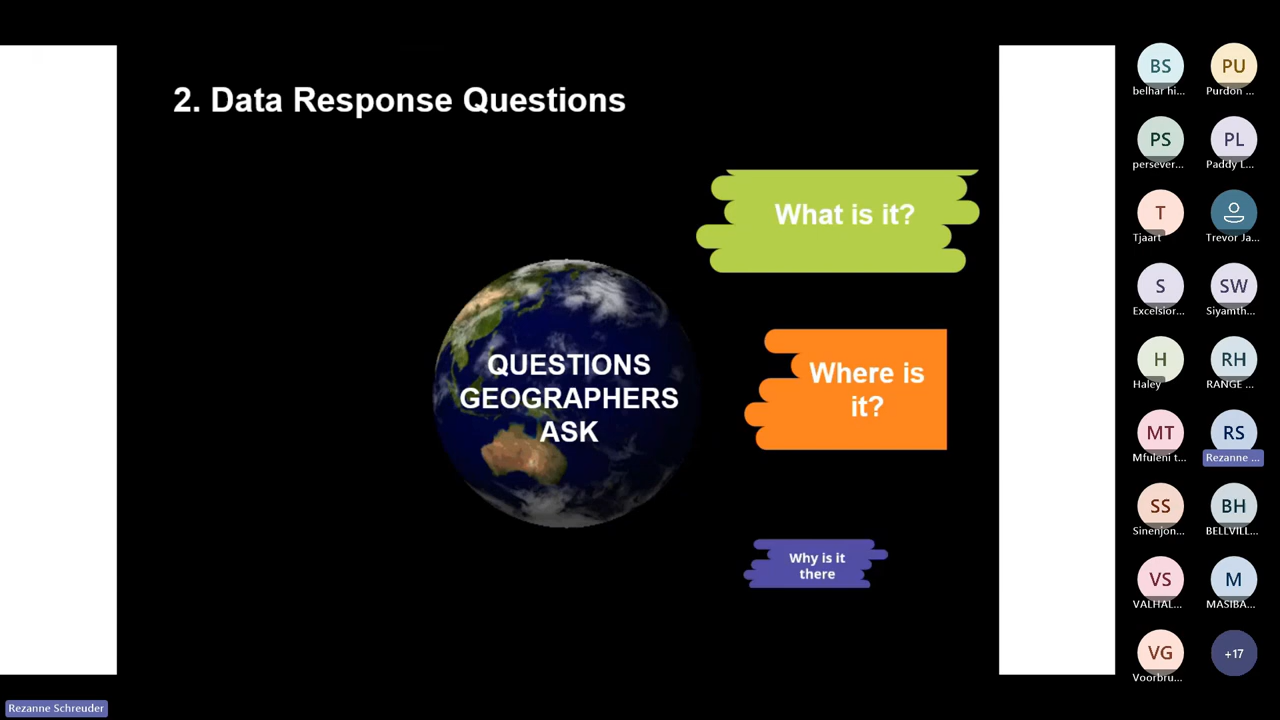 2. Data Response Questions
What is it?
QUESTIONS
GEOGRAPHERS
ASK
Where is
it?
Why is it
there
BS
belhar hi...
PU
Purdon ...
PS
persever...
PL
Paddy L...
T
Tjaart
Trevor Ja...
S
Excelsior...
SW
Siyamth...
H
Haley
RH
RANGE ...
MT
Mfuleni t...
RS
Rezanne ...
SS
Sinenjon...
BH
BELLVILL...
VS
VALHAL...
M
MASIBA...
VG
Voorbru...
+17
Rezanne Schreuder